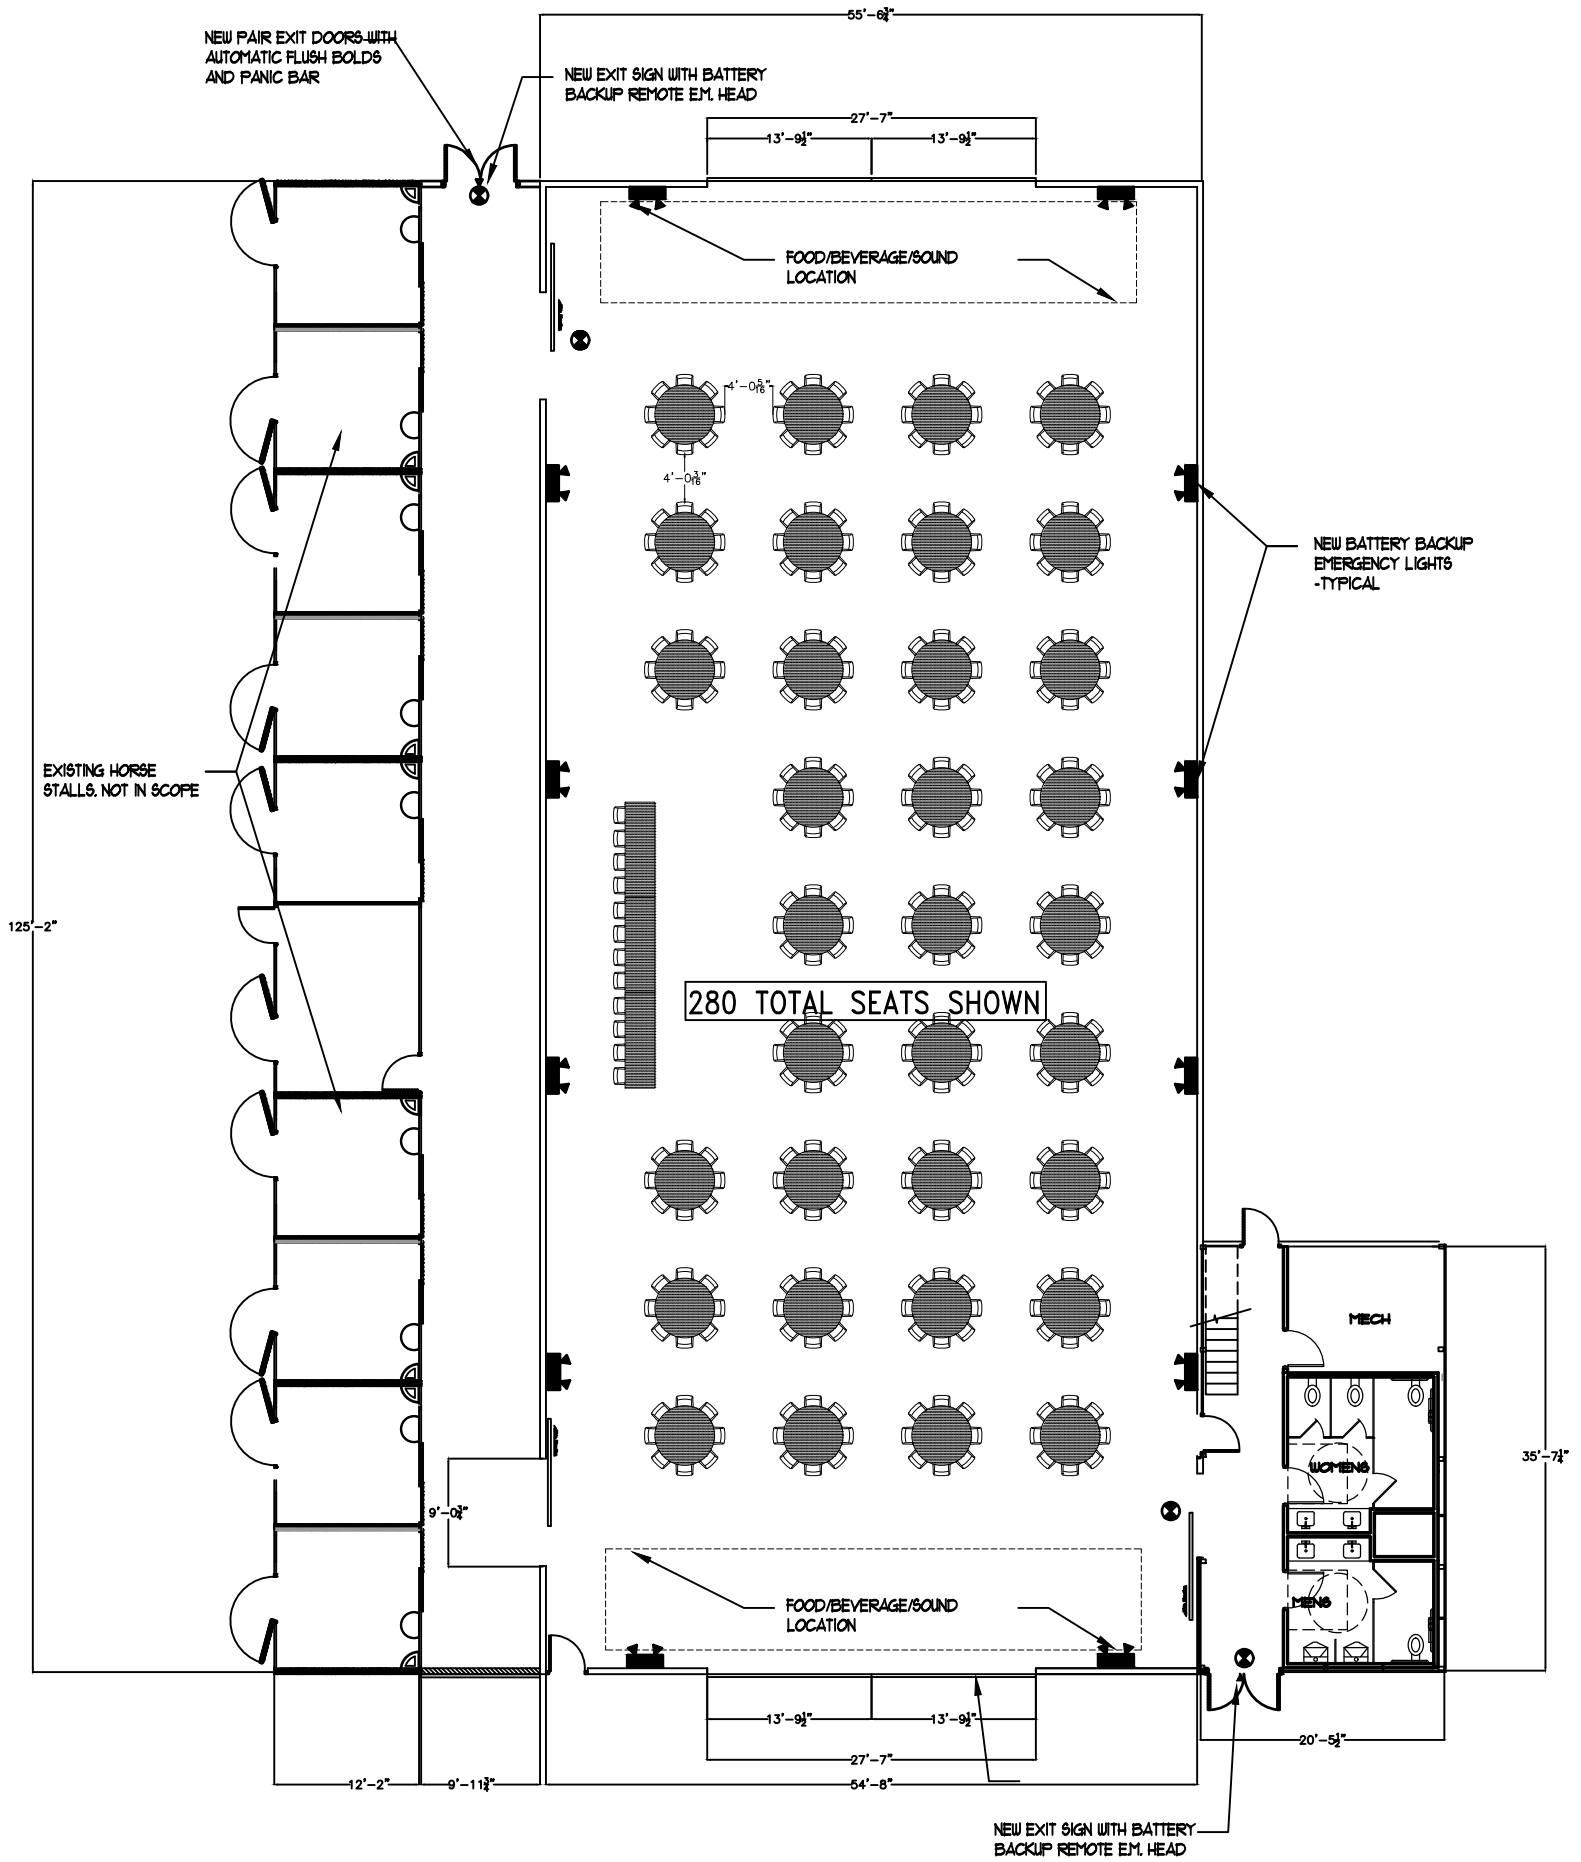 55'-6¾"
NEW PAIR EXIT DOORS WITH
AUTOMATIC FLUSH BOLDS
AND PANIC BAR
NEW EXIT SIGN WITH BATTERY
BACKUP REMOTE E.M. HEAD
27'-7"
13'-9½"
13'-9½"
FOOD/BEVERAGE/SOUND
LOCATION
4'-0 5/16"
4'-0 3/16"
NEW BATTERY BACKUP
EMERGENCY LIGHTS
-TYPICAL
EXISTING HORSE
STALLS, NOT IN SCOPE
125'-2"
280 TOTAL SEATS SHOWN
MECH
WOMENS
35'-7¼"
9'-0¾"
MENS
FOOD/BEVERAGE/SOUND
LOCATION
13'-9½"
13'-9½"
20'-5½"
27'-7"
12'-2"
9'-11¾"
54'-8"
NEW EXIT SIGN WITH BATTERY
BACKUP REMOTE E.M. HEAD